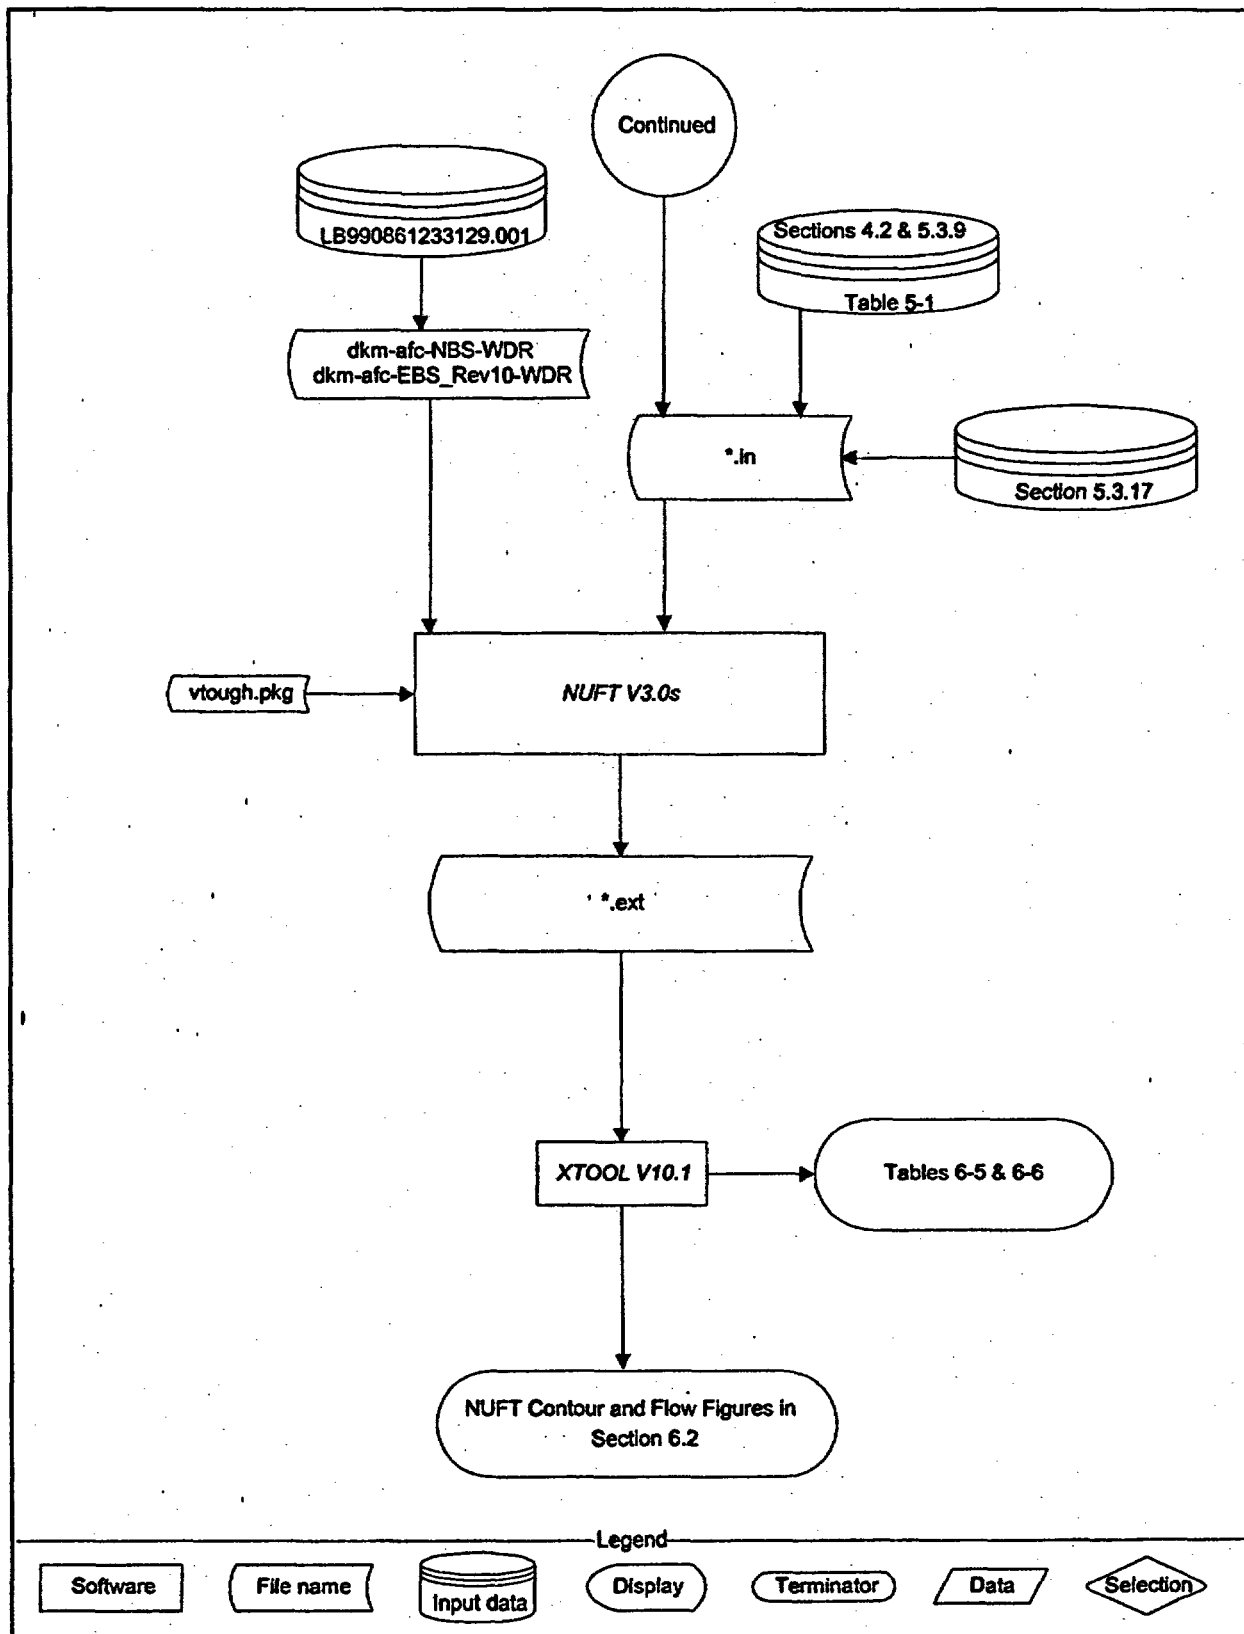 Continued
LB990861233129.001
Sections 4.2 & 5.3.9
Table 5-1
dkm-afc-NBS-WDR
dkm-afc-EBS_Rev10-WDR
*.in
Section 5.3.17
vtough.pkg
NUFT V3.0s
*.ext
XTOOL V10.1
Tables 6-5 & 6-6
NUFT Contour and Flow Figures in
Section 6.2
Legend
Software
File name
Input data
Display
Terminator
Data
Selection